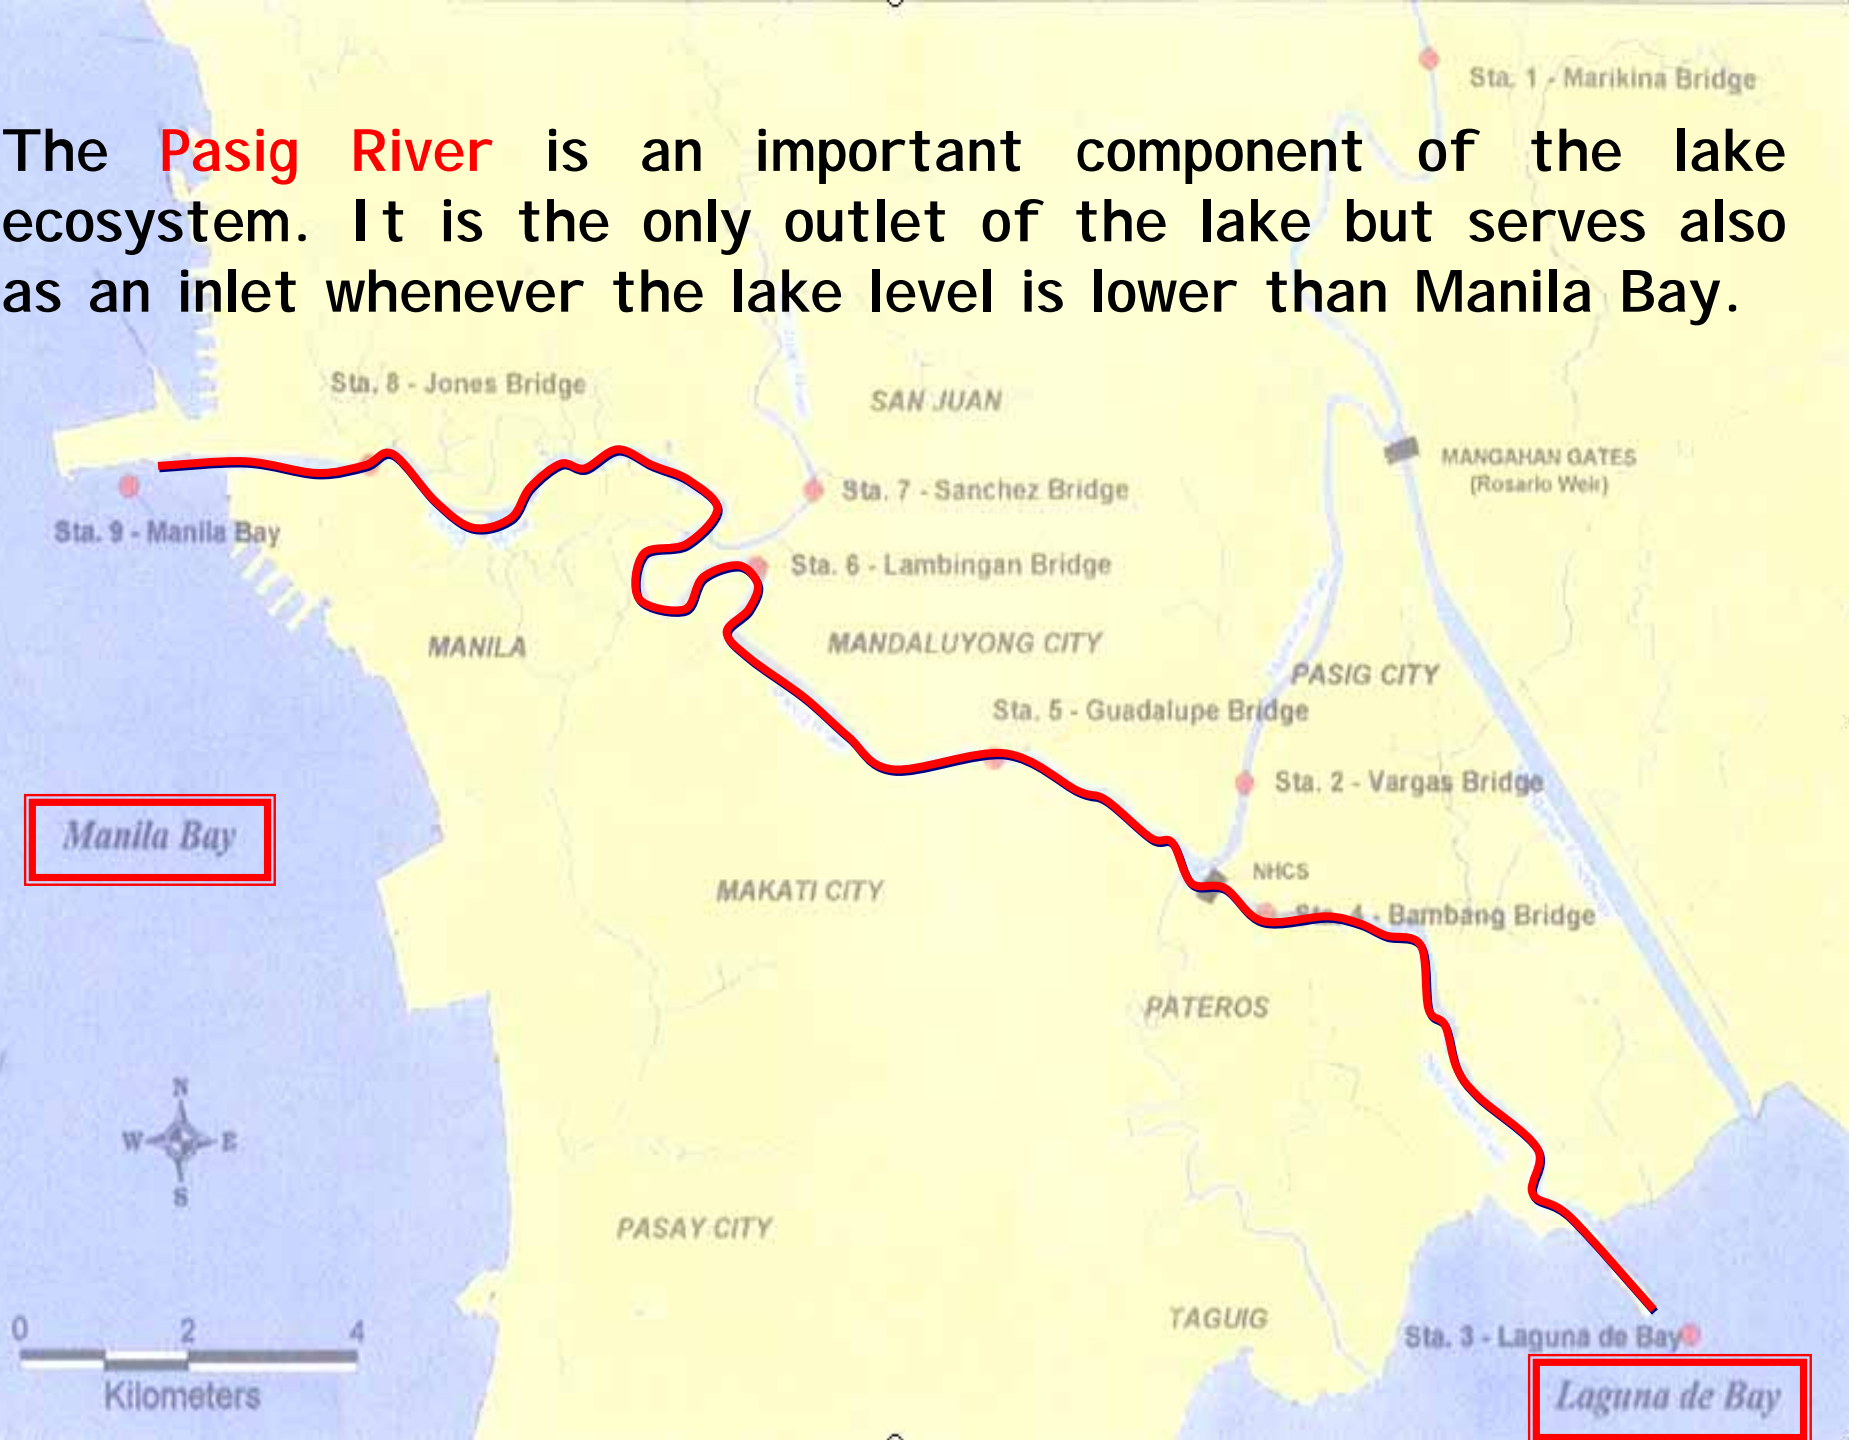 Sta. 1 - Marikina Bridge
The Pasig River is an important component of the lake
ecosystem. It is the only outlet of the lake but serves also
as an inlet whenever the lake level is lower than Manila Bay.
Sta. 8 - Jones Bridge
SAN JUAN
MANGAHAN GATES
(Rosario Weir)
Sta. 7 - Sanchez Bridge
Sta. 9 - Manila Bay
Sta. 6 - Lambingan Bridge
MANILA
MANDALUYONG CITY
PASIG CITY
Sta. 5 - Guadalupe Bridge
Sta. 2 - Vargas Bridge
Manila Bay
NHCS
MAKATI CITY
Sta. 4 - Bambang Bridge
PATEROS
N
W E
S
PASAY CITY
TAGUIG
0 2 4
Kilometers
Sta. 3 - Laguna de Bay
Laguna de Bay